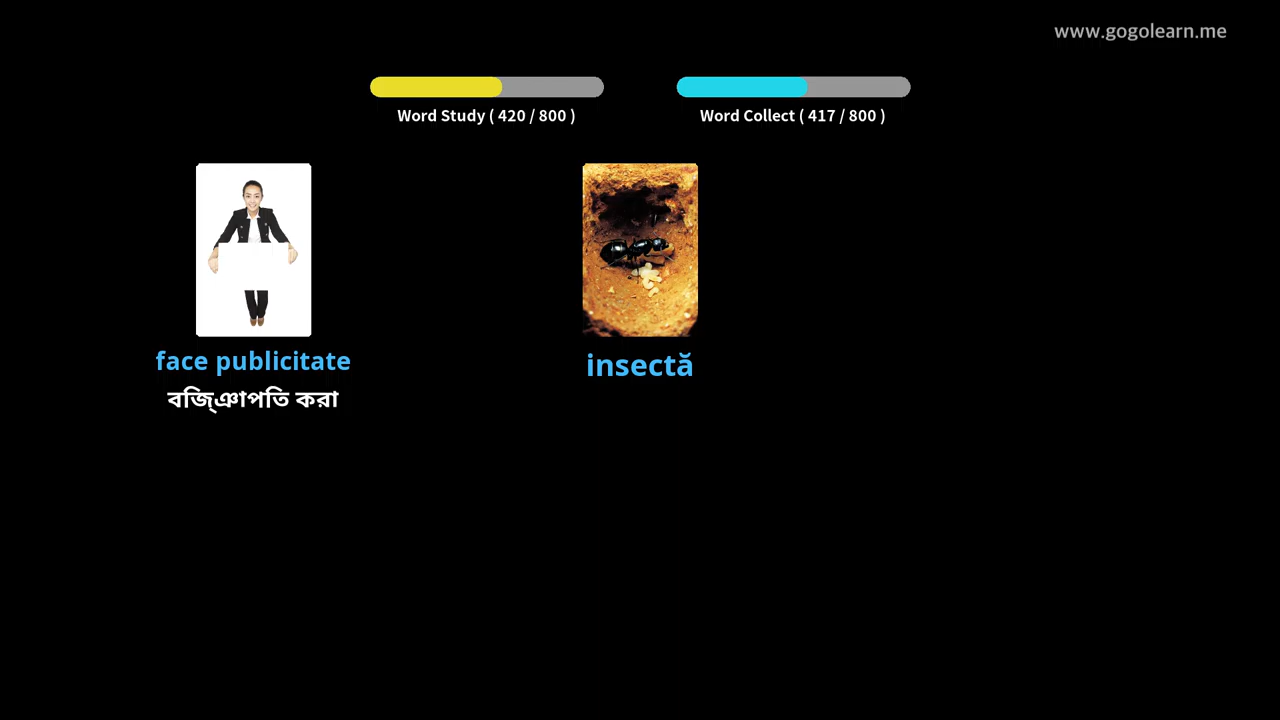 www.gogolearn.me
Word Study ( 420 / 800 )
Word Collect ( 417 / 800 )
face publicitate
বিজ্ঞাপতি করা
insectă